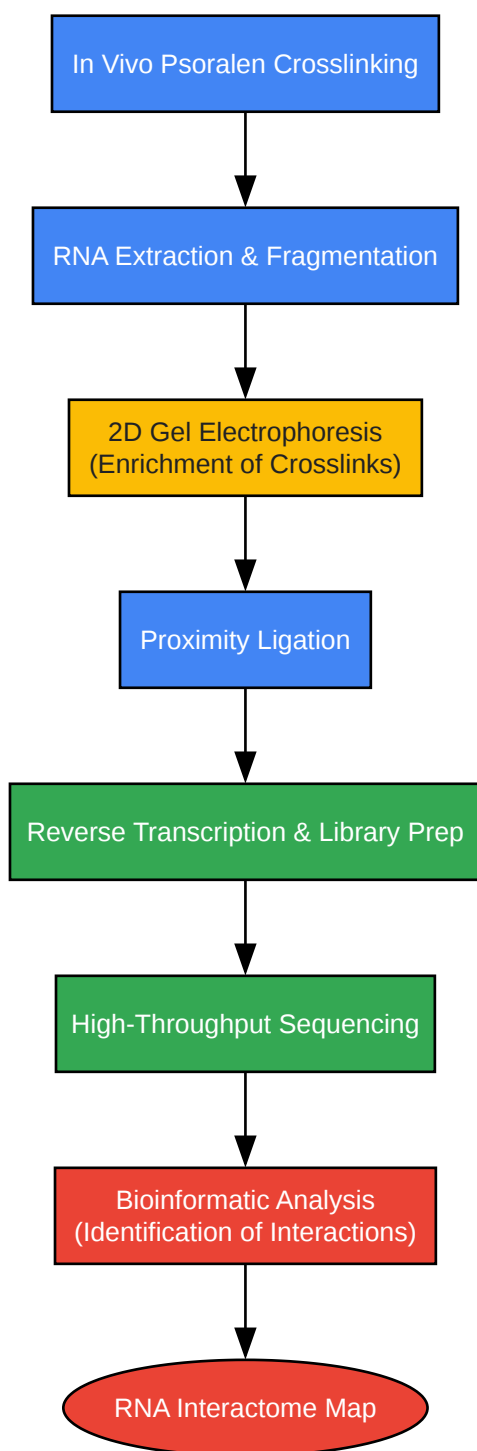 In Vivo Psoralen Crosslinking
RNA Extraction & Fragmentation
2D Gel Electrophoresis
(Enrichment of Crosslinks)
Proximity Ligation
Reverse Transcription & Library Prep
High-Throughput Sequencing
Bioinformatic Analysis
(Identification of Interactions)
RNA Interactome Map